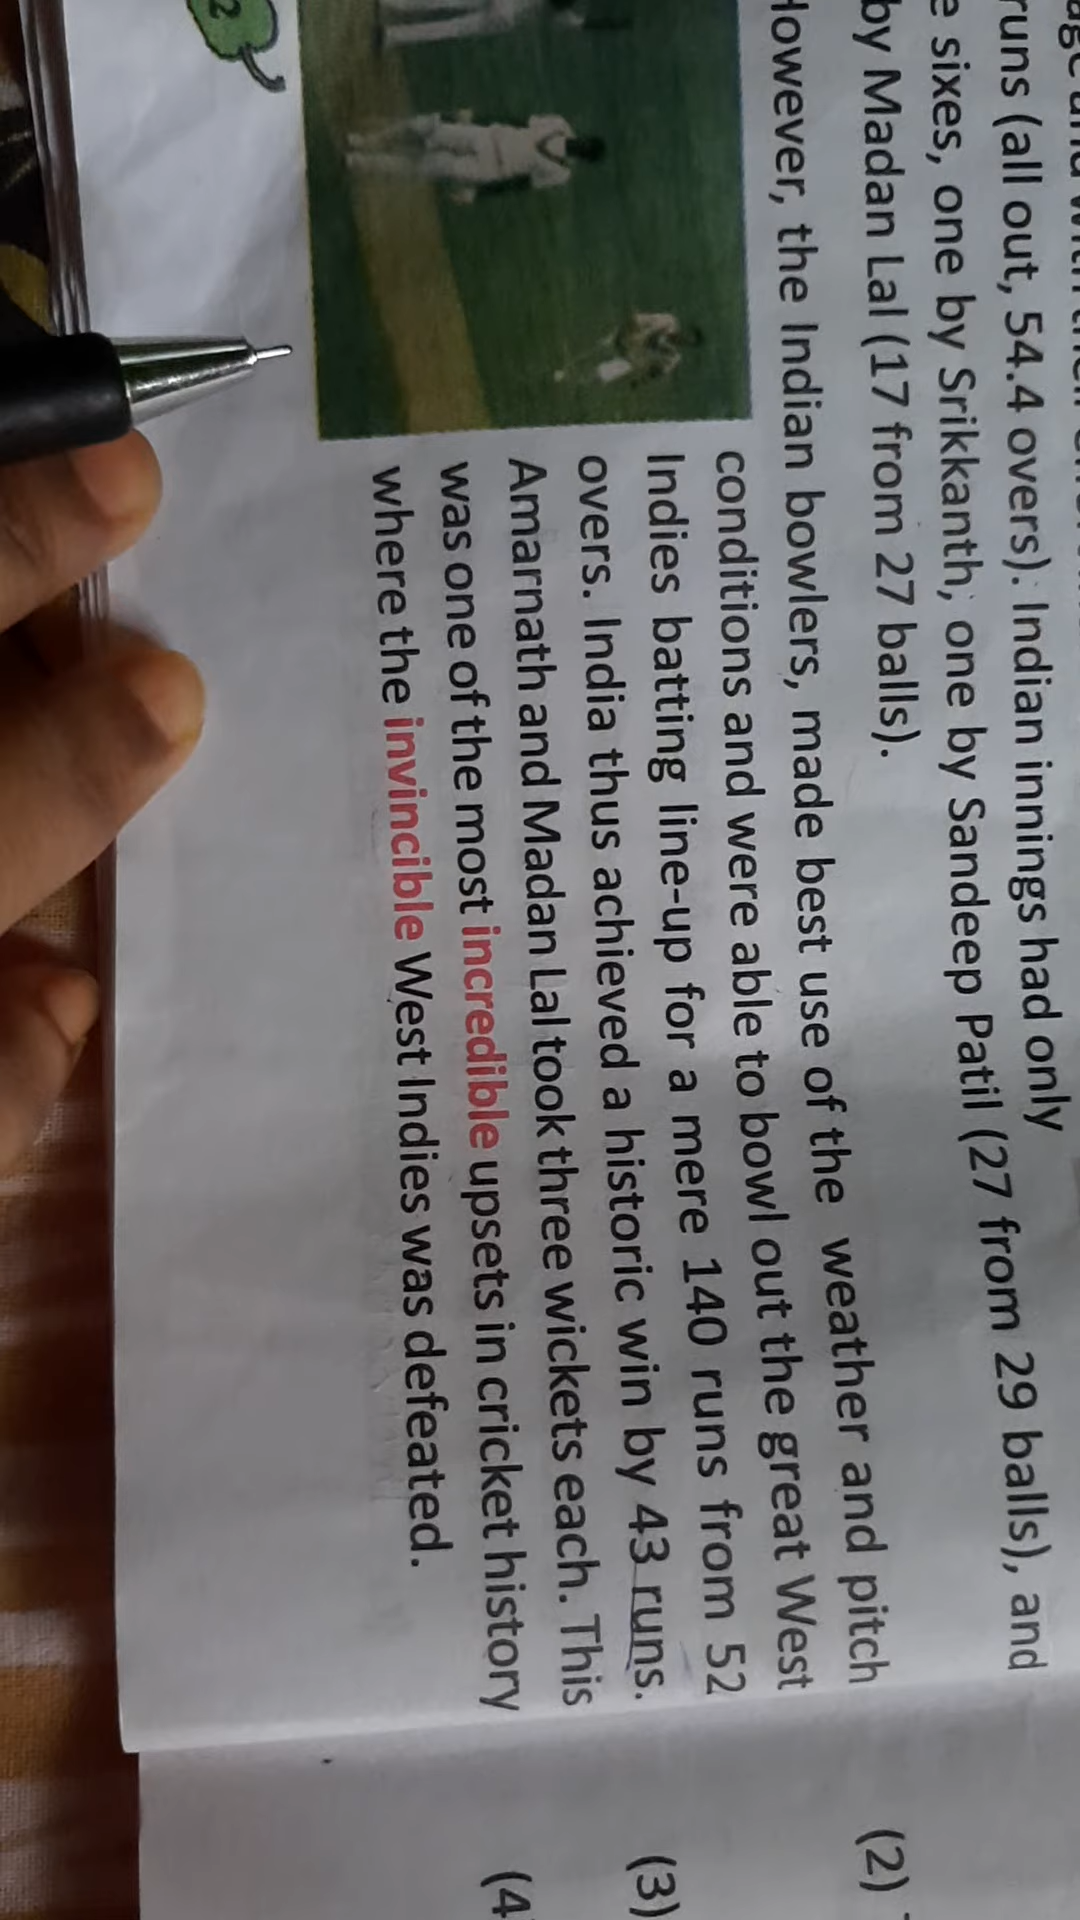 runs (all out, 54.4 overs). Indian innings had only
e sixes, one by Srikkanth, one by Sandeep Patil (27 from 29 balls), and
by Madan Lal (17 from 27 balls).
However, the Indian bowlers, made best use of the weather and pitch
conditions and were able to bowl out the great West
Indies batting line-up for a mere 140 runs from 52
overs. India thus achieved a historic win by 43 runs.
Amarnath and Madan Lal took three wickets each. This
was one of the most incredible upsets in cricket history
where the invincible West Indies was defeated.
2
(2)
(3)
(4